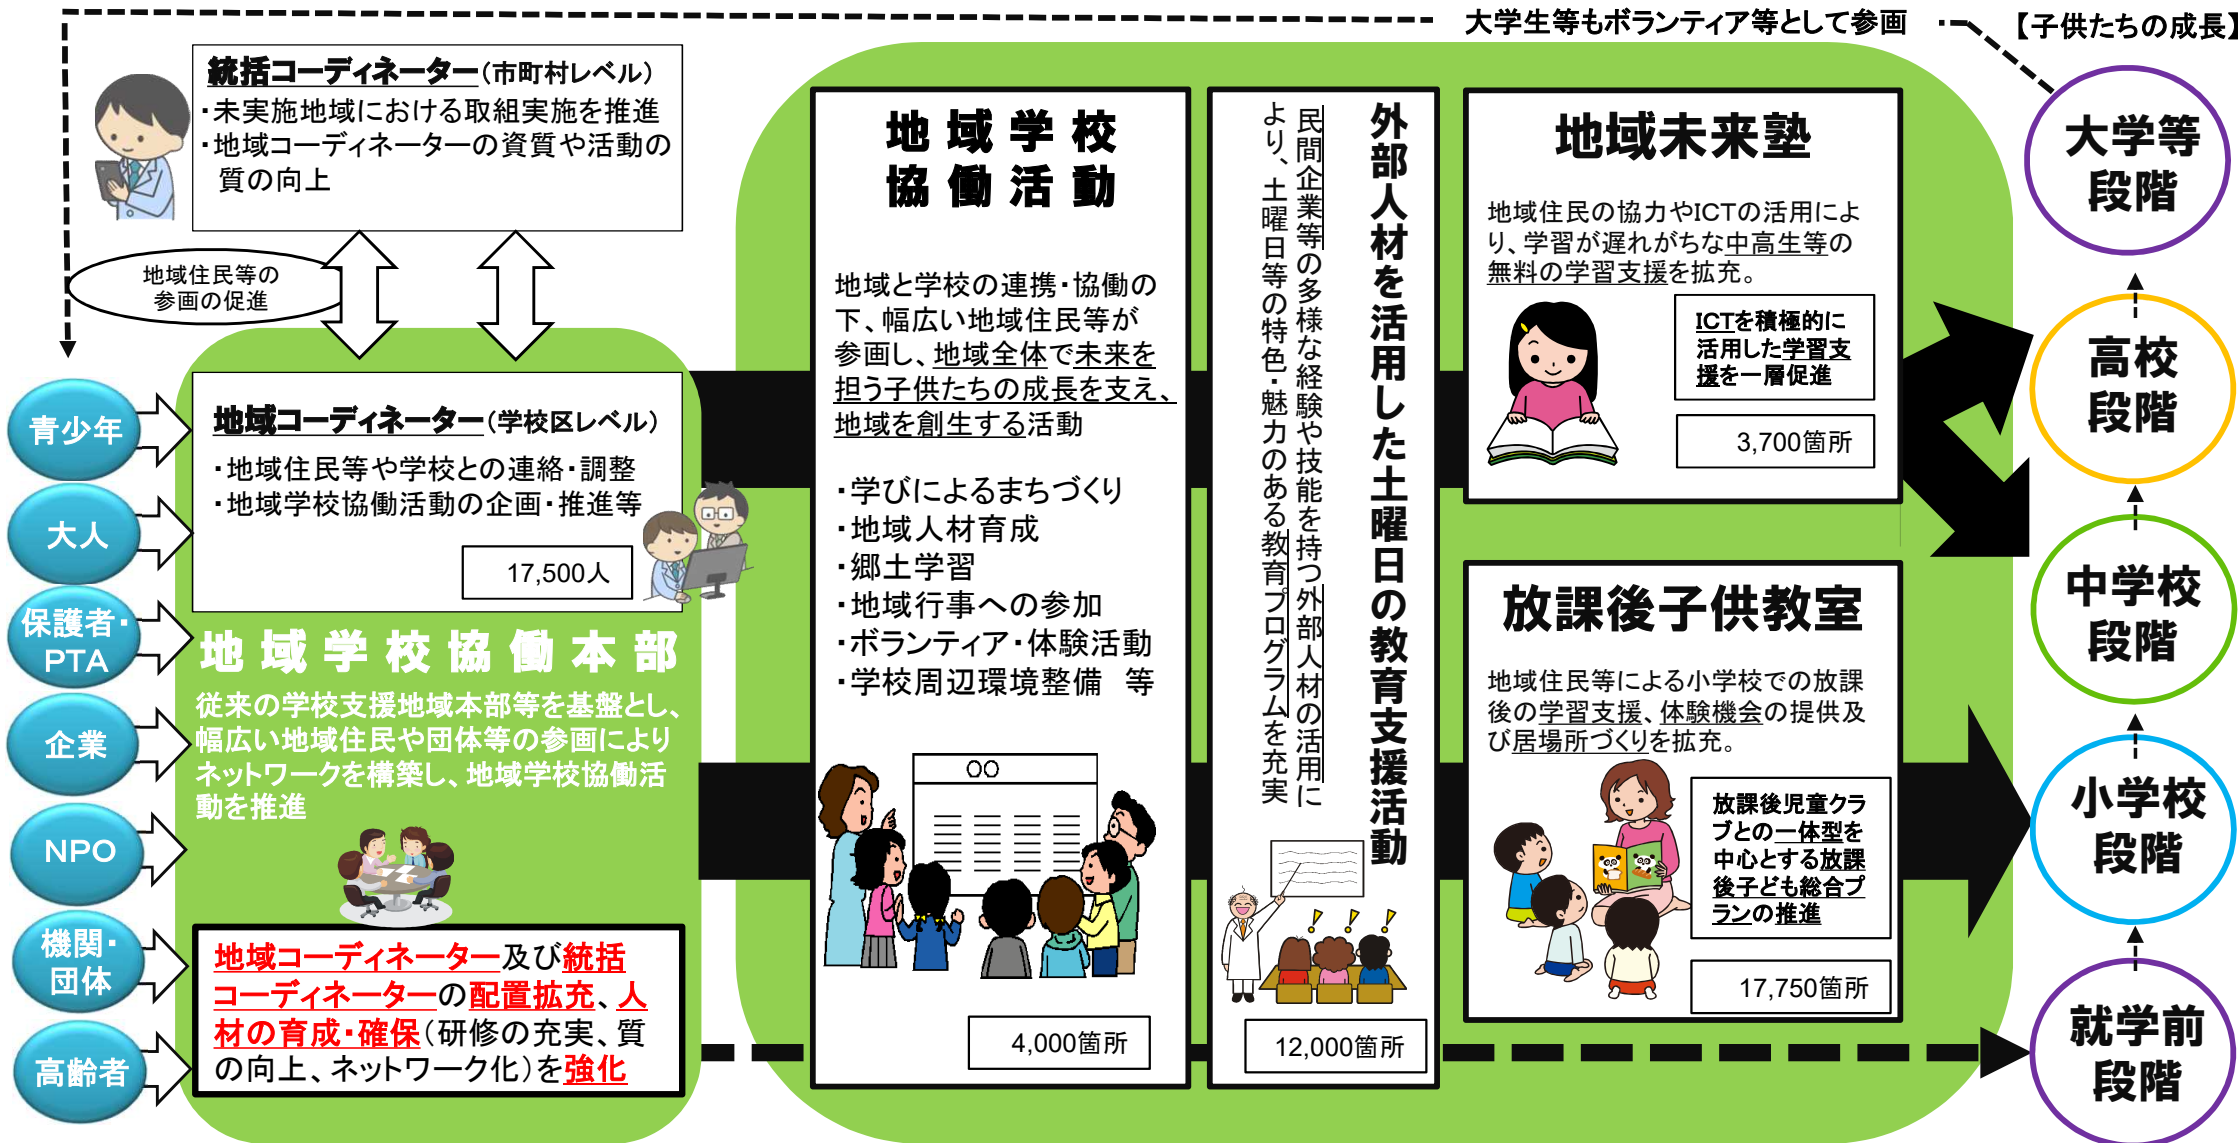 大学生等もボランティア等として参画
【子供たちの成長】
統括コーディネーター(市町村レベル)
・未実施地域における取組実施を推進
・地域コーディネーターの資質や活動の
質の向上
地域住民等の
参画の促進
青少年
大人
保護者・
PTA
企業
NPO
機関・
団体
高齢者
地域コーディネーター(学校区レベル)
・地域住民等や学校との連絡・調整
・地域学校協働活動の企画・推進等
17,500人
地域学校協働本部
従来の学校支援地域本部等を基盤とし、
幅広い地域住民や団体等の参画により
ネットワークを構築し、地域学校協働活
動を推進
地域コーディネーター及び統括
コーディネーターの配置拡充、人
材の育成・確保(研修の充実、質
の向上、ネットワーク化)を強化
地域学校
協働活動
地域と学校の連携・協働の
下、幅広い地域住民等が
参画し、地域全体で未来を
担う子供たちの成長を支え、
地域を創生する活動
・学びによるまちづくり
・地域人材育成
・郷土学習
・地域行事への参加
・ボランティア・体験活動
・学校周辺環境整備 等
○○
4,000箇所
外部人材を活用した土曜日の教育支援活動
民間企業等の多様な経験や技能を持つ外部人材の活用に
より、土曜日等の特色・魅力のある教育プログラムを充実
12,000箇所
地域未来塾
地域住民の協力やICTの活用によ
り、学習が遅れがちな中高生等の
無料の学習支援を拡充。
ICTを積極的に
活用した学習支
援を一層促進
3,700箇所
放課後子供教室
地域住民等による小学校での放課
後の学習支援、体験機会の提供及
び居場所づくりを拡充。
放課後児童クラ
ブとの一体型を
中心とする放課
後子ども総合プ
ランの推進
17,750箇所
大学等
段階
高校
段階
中学校
段階
小学校
段階
就学前
段階